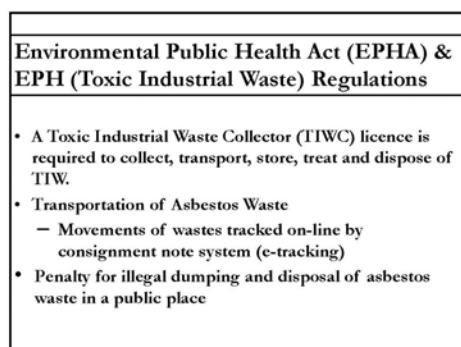 Environmental Public Health Act (EPHA) &
EPH (Toxic Industrial Waste) Regulations
• A Toxic Industrial Waste Collector (TIWC) licence is
required to collect, transport, store, treat and dispose of
TIW.
• Transportation of Asbestos Waste
– Movements of wastes tracked on-line by
consignment note system (e-tracking)
• Penalty for illegal dumping and disposal of asbestos
waste in a public place